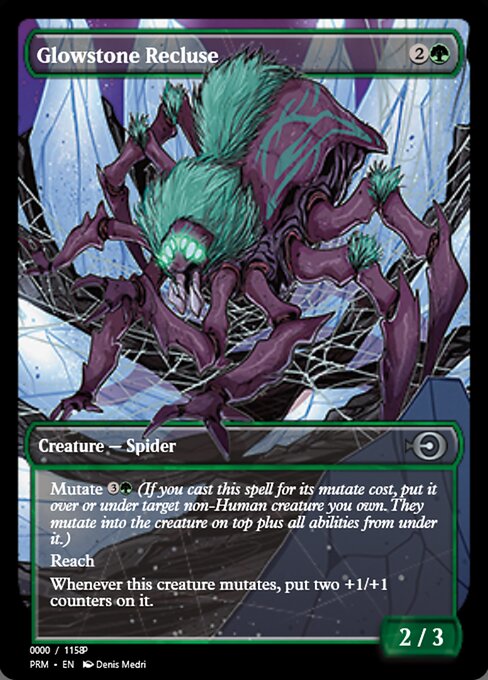 Glowstone Recluse 2
Creature — Spider
Mutate 3 (If you cast this spell for its mutate cost, put it
over or under target non-Human creature you own. They
mutate into the creature on top plus all abilities from under
it.)
Reach
Whenever this creature mutates, put two +1/+1
counters on it.
2/3
0000 / 1158P
PRM • EN Denis Medri